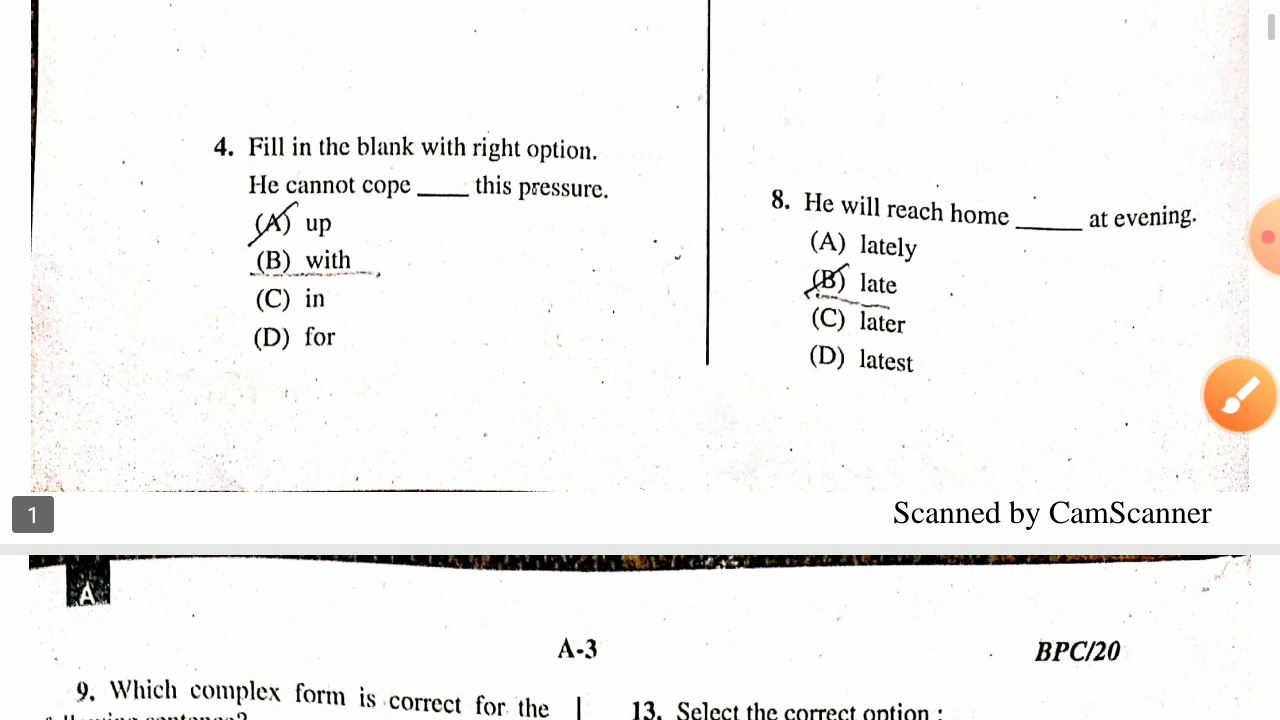 4. Fill in the blank with right option.
He cannot cope ____ this pressure.
(A) up
(B) with
(C) in
(D) for
8. He will reach home _____ at evening.
(A) lately
(B) late
(C) later
(D) latest
1
Scanned by CamScanner
A
A-3
BPC/20
9. Which complex form is correct for the
sentence?
13. Select the correct option :